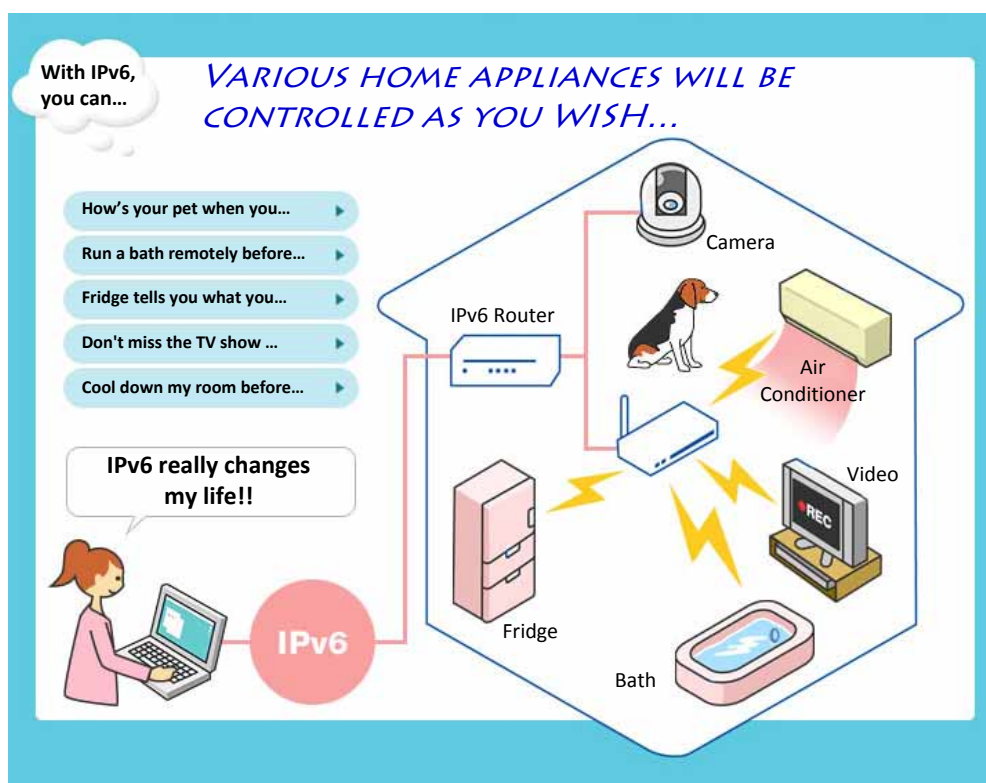 With IPv6,
you can...
VARIOUS HOME APPLIANCES WILL BE
CONTROLLED AS YOU WISH...
How's your pet when you...
Run a bath remotely before...
Fridge tells you what you...
Don't miss the TV show ...
Cool down my room before...
IPv6 really changes
my life!!
IPv6
IPv6 Router
Camera
Air
Conditioner
Video
REC
Fridge
Bath